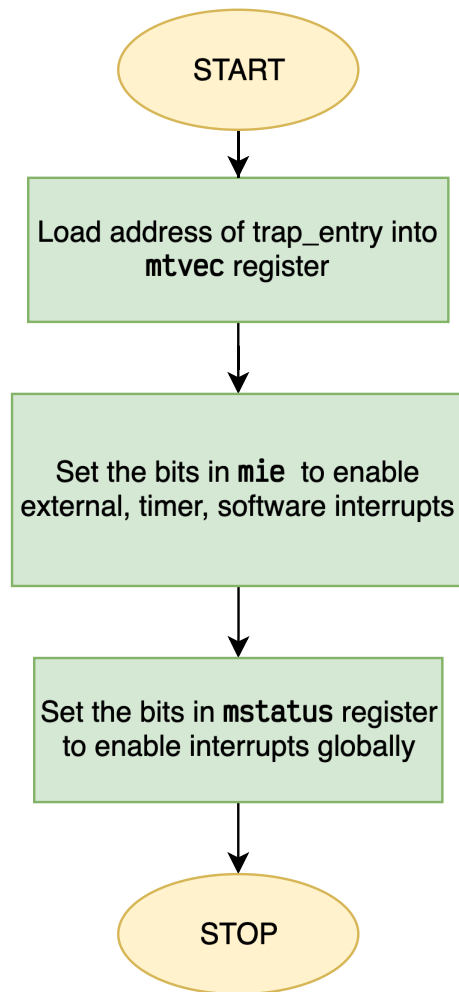 START
Load address of trap_entry into
mtvec register
Set the bits in mie to enable
external, timer, software interrupts
Set the bits in mstatus register
to enable interrupts globally
STOP